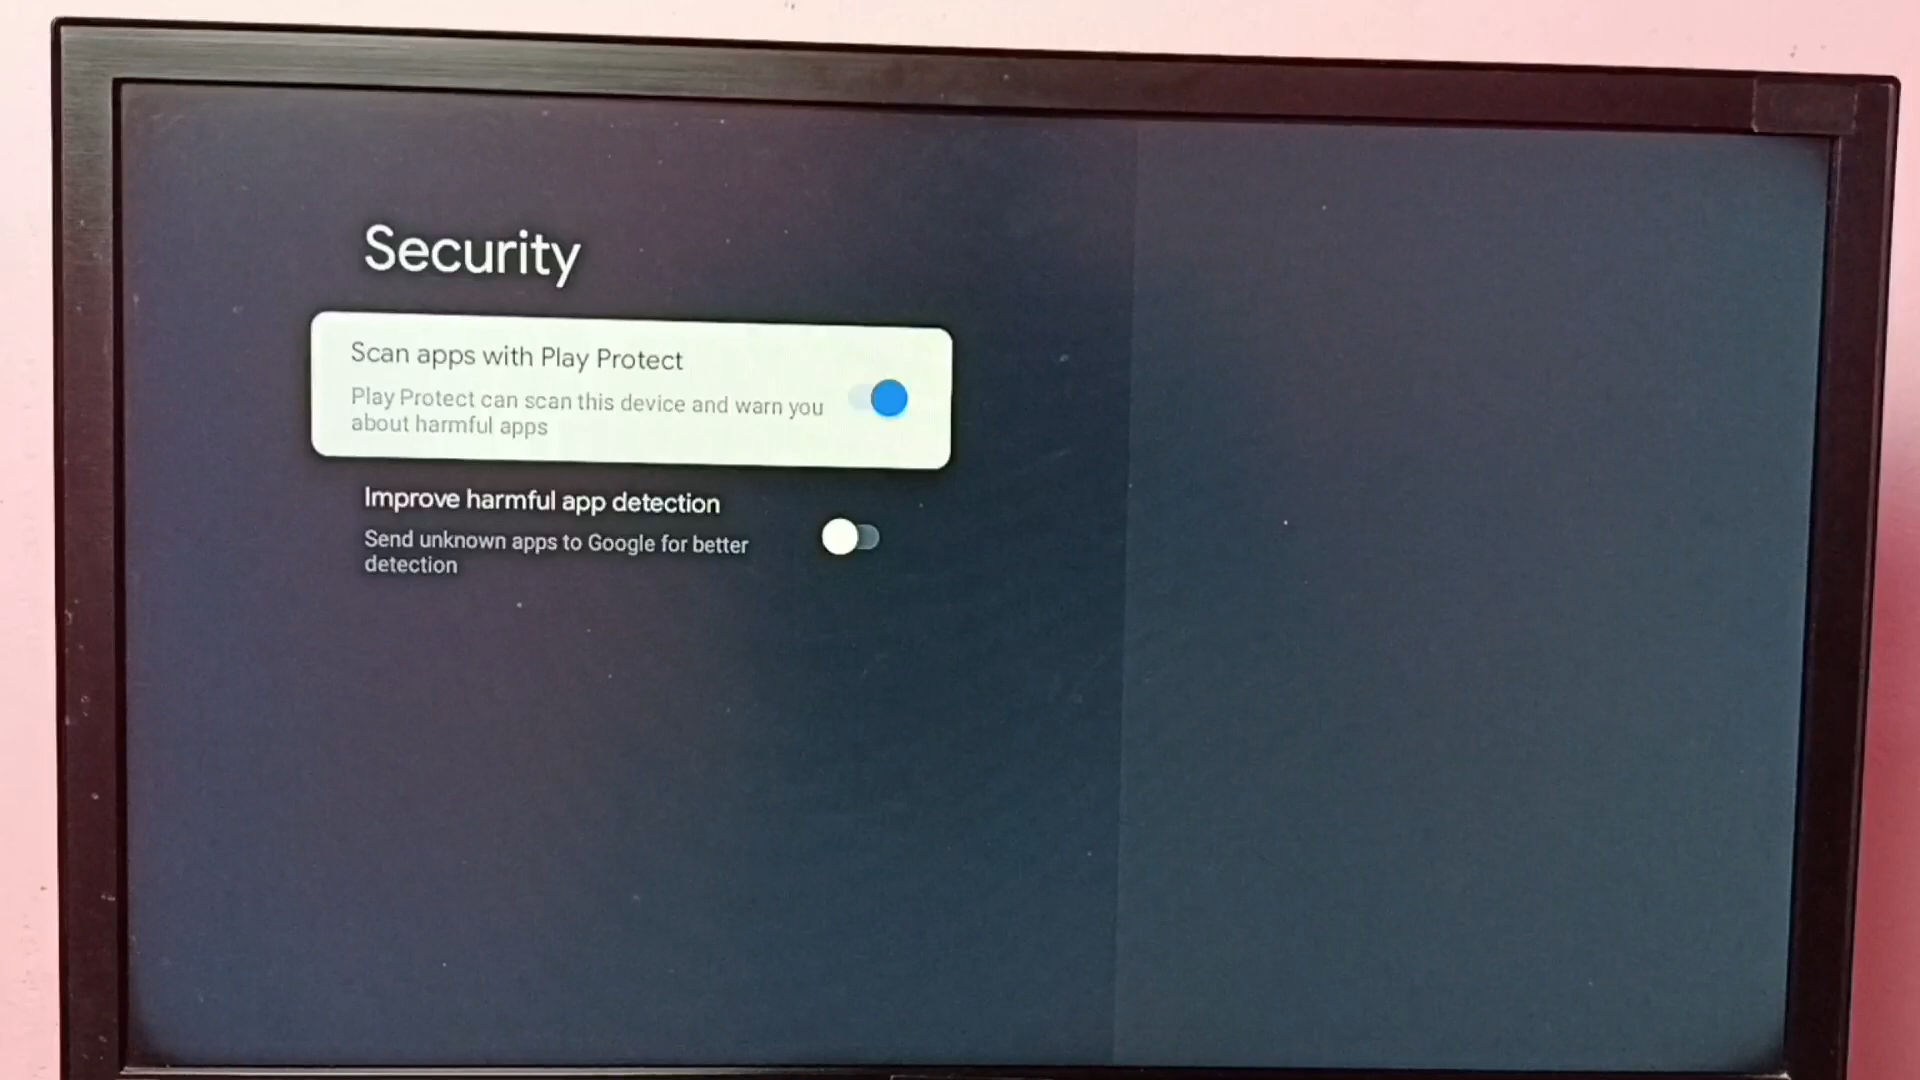 Security
Scan apps with Play Protect
Play Protect can scan this device and warn you
about harmful apps
Improve harmful app detection
Send unknown apps to Google for better
detection